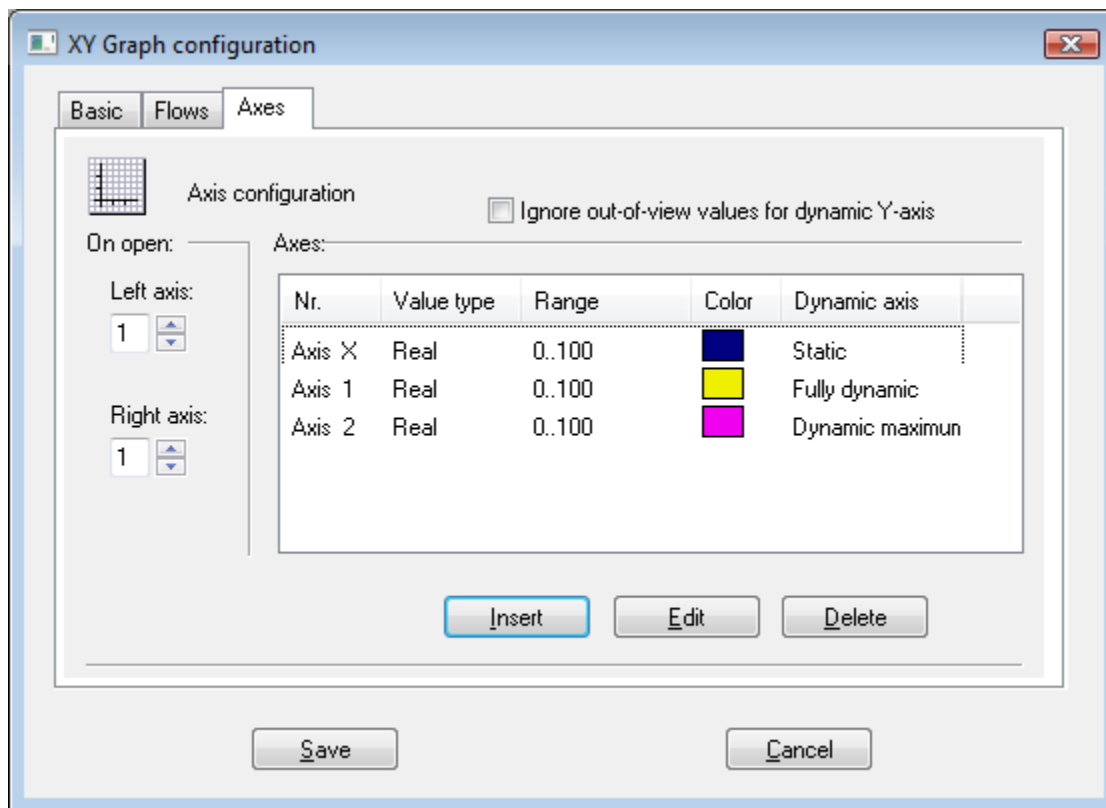 XY Graph configuration
Basic Flows Axes
Axis configuration
Ignore out-of-view values for dynamic Y-axis
On open:
Axes:
Left axis:
1
Right axis:
1
Nr. Value type Range Color Dynamic axis
Axis X Real 0..100 Static
Axis 1 Real 0..100 Fully dynamic
Axis 2 Real 0..100 Dynamic maximun
Insert Edit Delete
Save Cancel